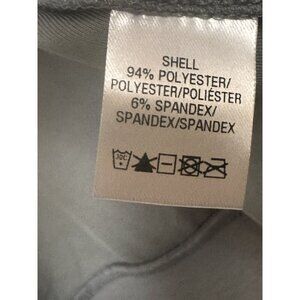 SHELL
94% POLYESTER/
POLYESTER/POLIÉSTER
6% SPANDEX/
SPANDEX/SPANDEX